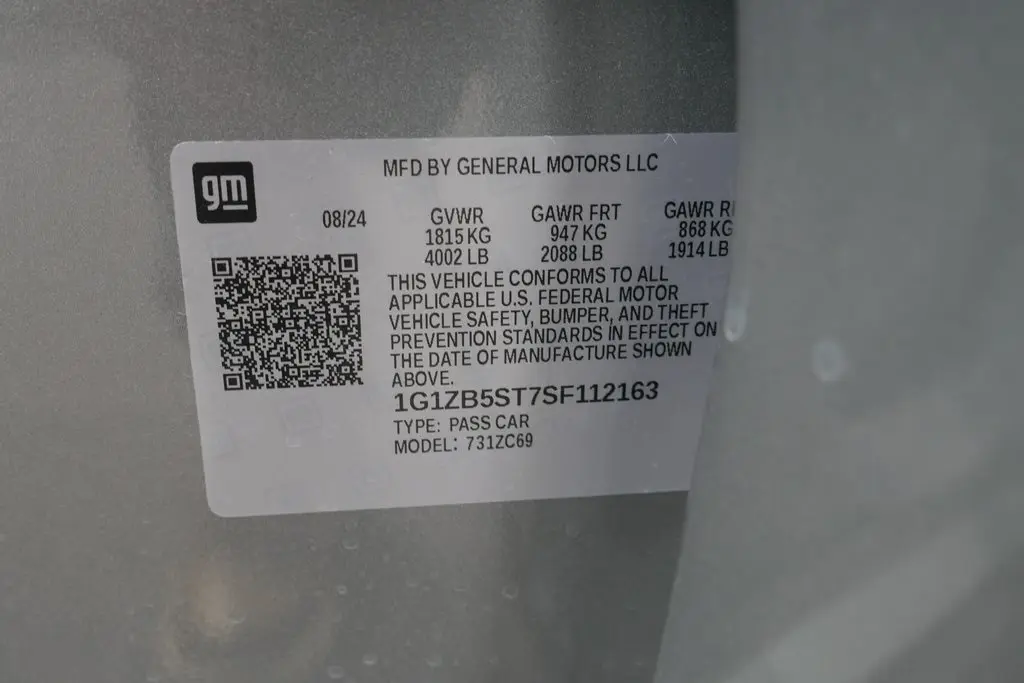 gm
MFD BY GENERAL MOTORS LLC
08/24 GVWR GAWR FRT GAWR R
1815 KG 947 KG 868 KG
4002 LB 2088 LB 1914 LB
THIS VEHICLE CONFORMS TO ALL
APPLICABLE U.S. FEDERAL MOTOR
VEHICLE SAFETY, BUMPER, AND THEFT
PREVENTION STANDARDS IN EFFECT ON
THE DATE OF MANUFACTURE SHOWN
ABOVE.
1G1ZB5ST7SF112163
TYPE: PASS CAR
MODEL: 731ZC69